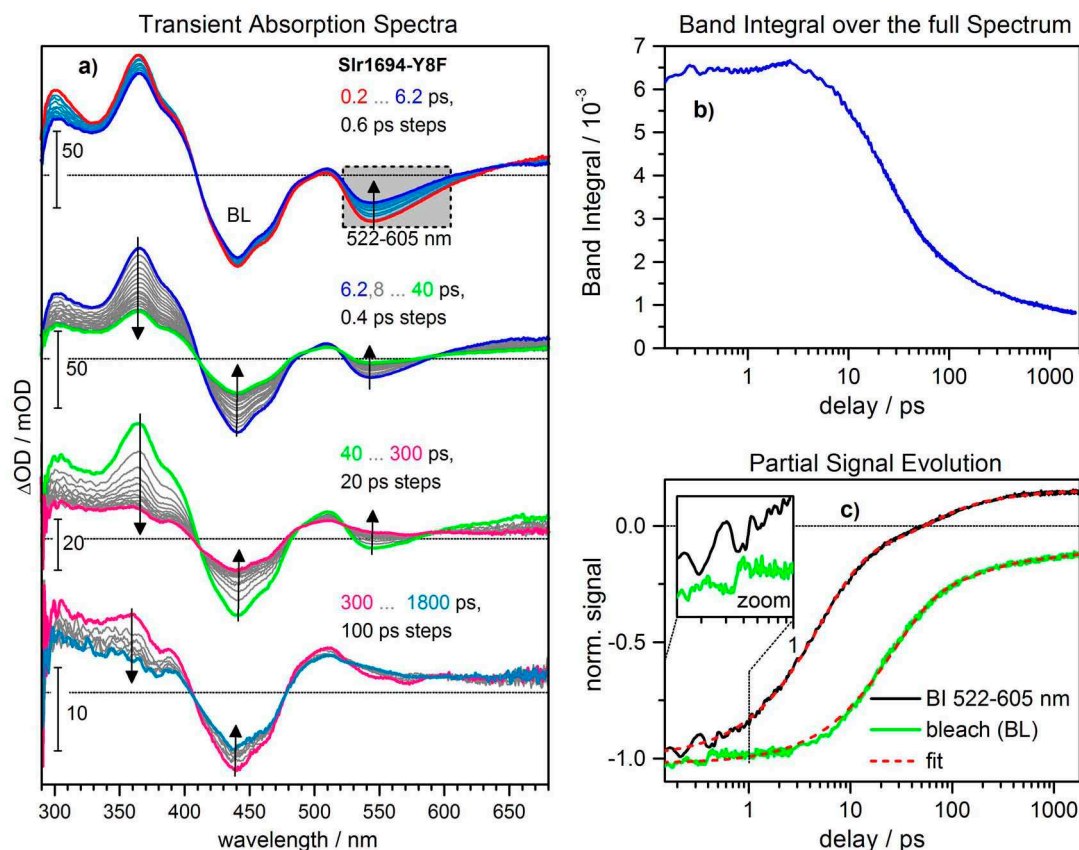 Transient Absorption Spectra
a)
Slr1694-Y8F
0.2 ... 6.2 ps,
0.6 ps steps
50
BL
522-605 nm
6.2,8 ... 40 ps,
0.4 ps steps
50
40 ... 300 ps,
20 ps steps
20
300 ... 1800 ps,
100 ps steps
10
ΔOD / mOD
300 350 400 450 500 550 600 650
wavelength / nm
Band Integral over the full Spectrum
7
6
5
4
3
2
1
0
Band Integral / 10⁻³
b)
1 10 100 1000
delay / ps
Partial Signal Evolution
c)
0.0
-0.5
-1.0
norm. signal
zoom
1
BI 522-605 nm
bleach (BL)
fit
1 10 100 1000
delay / ps